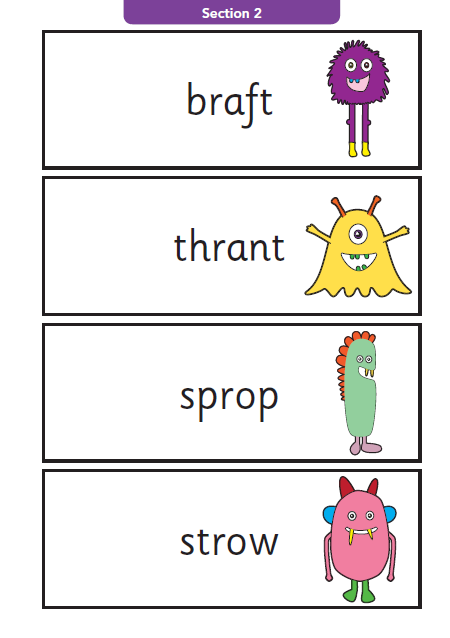 Section 2
braft
thrant
sprop
strow